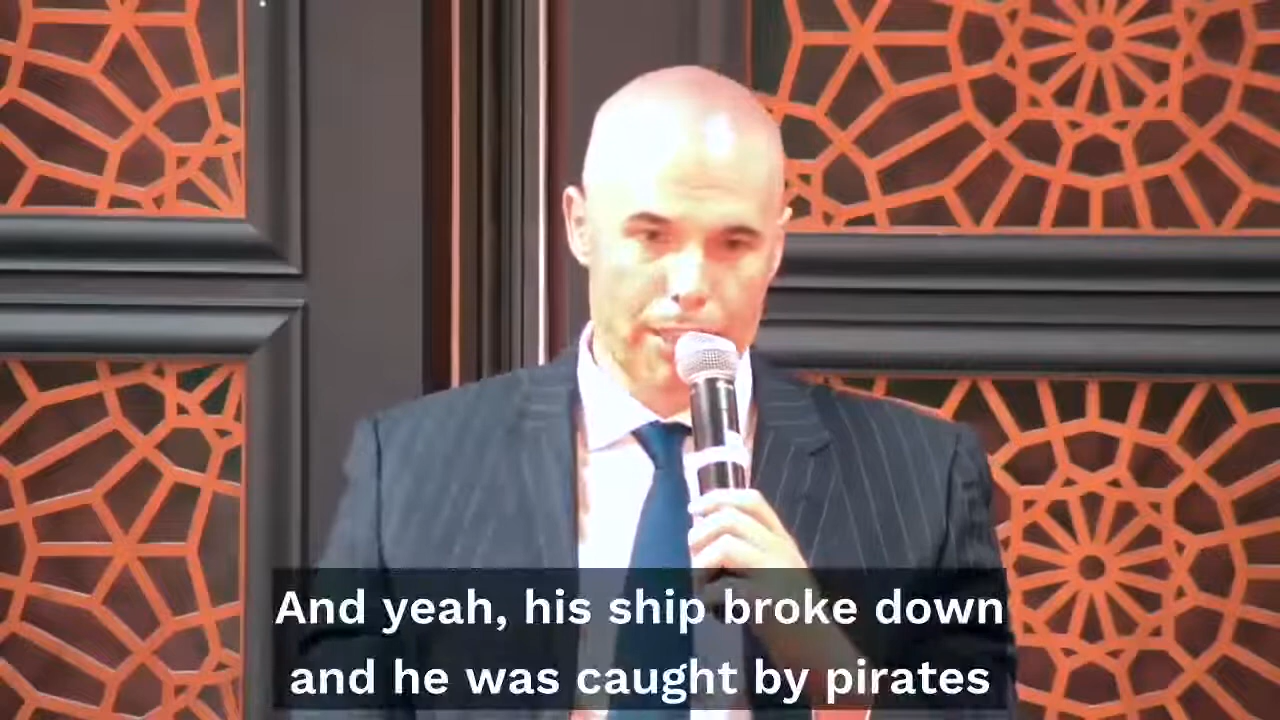 And yeah, his ship broke down
and he was caught by pirates